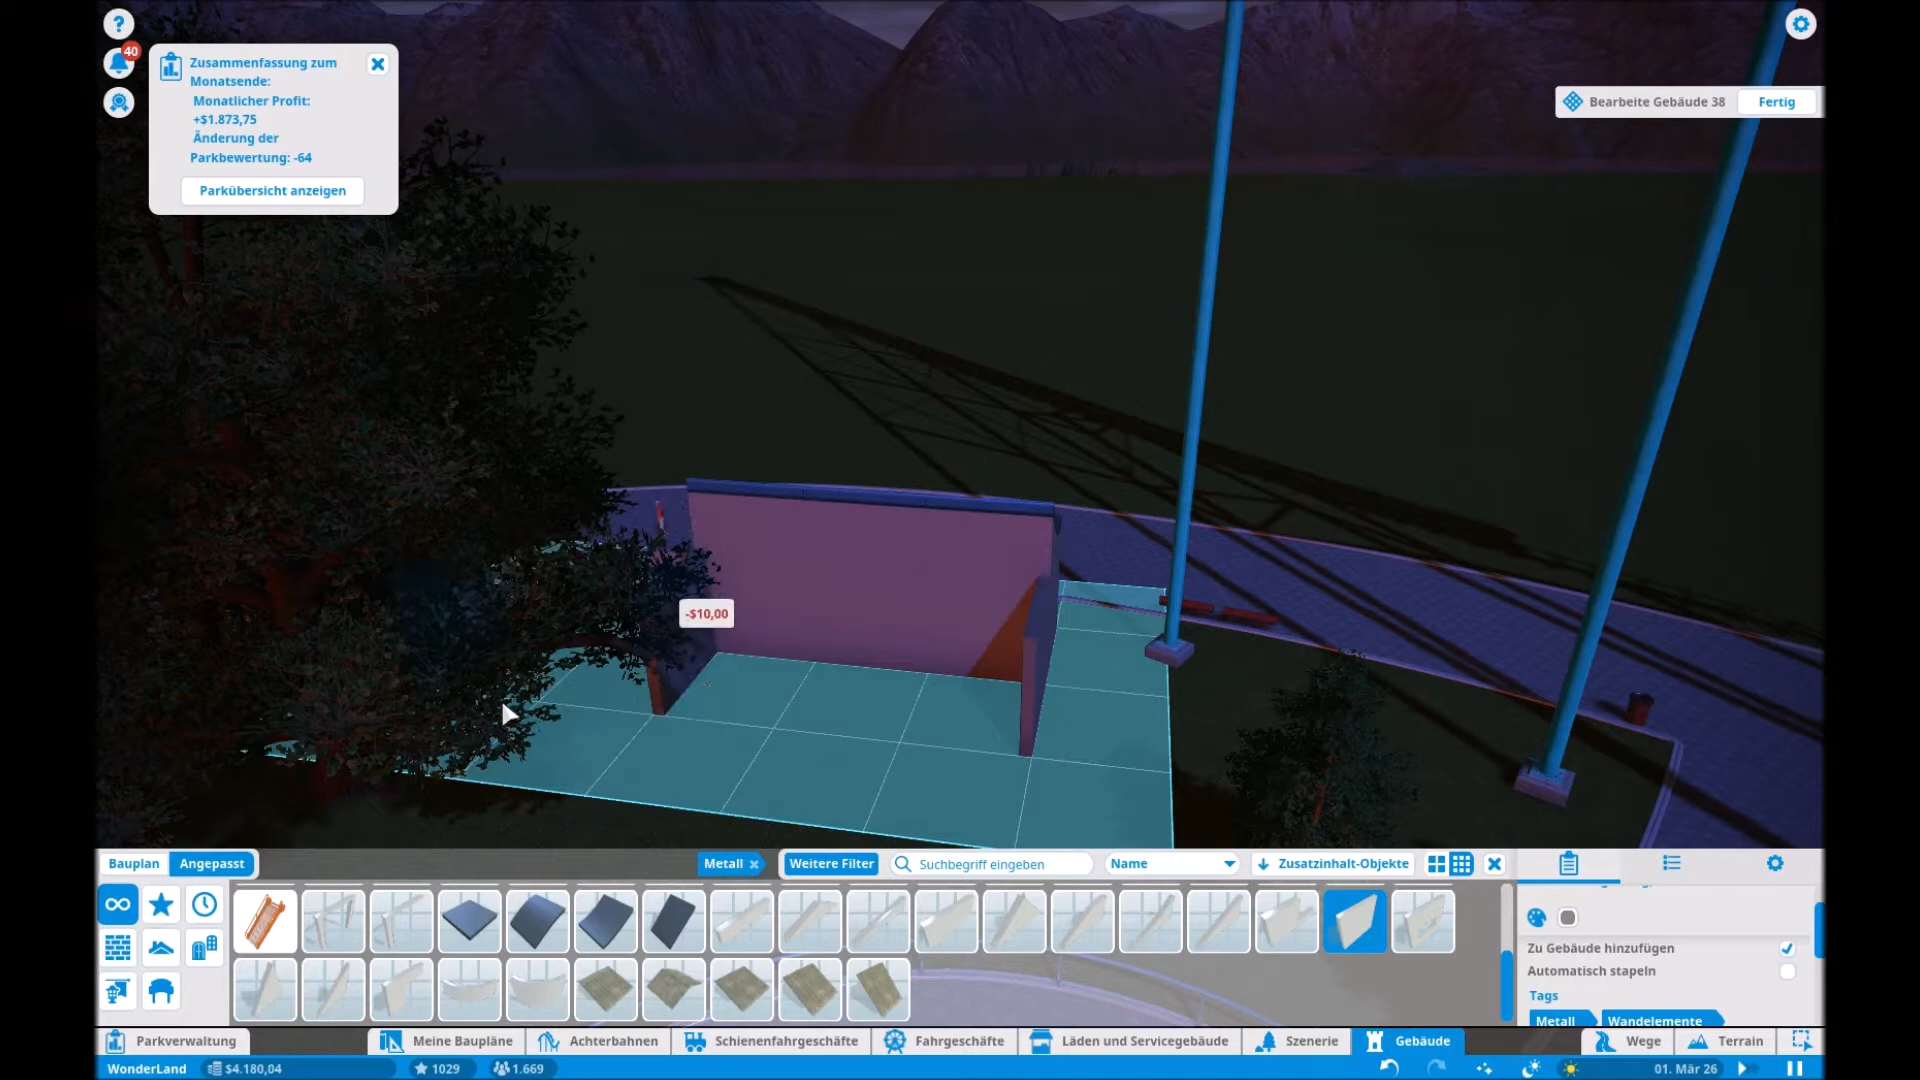 ?
40
Zusammenfassung zum
Monatsende:
Monatlicher Profit:
+$1.873,75
Änderung der
Parkbewertung: -64
Parkübersicht anzeigen
Bearbeite Gebäude 38
Fertig
-$10,00
Bauplan
Angepasst
Metall
Weitere Filter
Suchbegriff eingeben
Name
Zusatzinhalt-Objekte
Zu Gebäude hinzufügen
Automatisch stapeln
Tags
Metall
Wandelemente
Parkverwaltung
Meine Baupläne
Achterbahnen
Schienenfahrgeschäfte
Fahrgeschäfte
Läden und Servicegebäude
Szenerie
Gebäude
Wege
Terrain
WonderLand
$4.180,04
1029
1.669
01. Mär 26